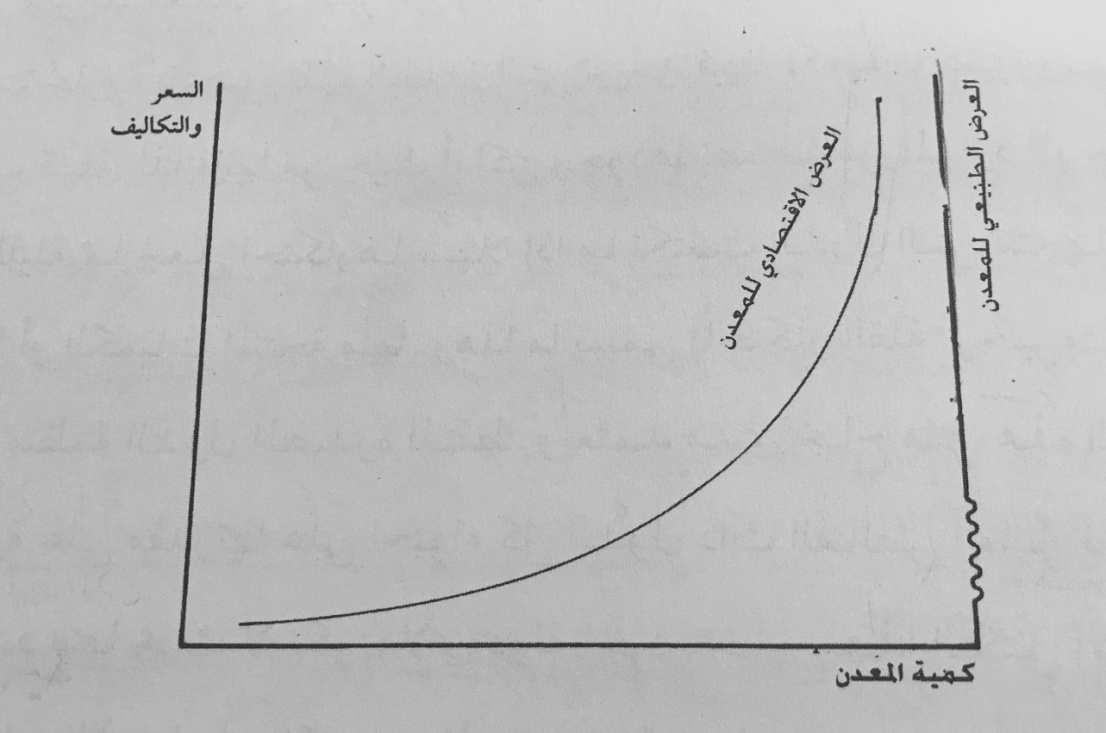 السعر
والتكاليف
العرض الاقتصادي للمعدن
العرض الطبيعي للمعدن
كمية المعدن